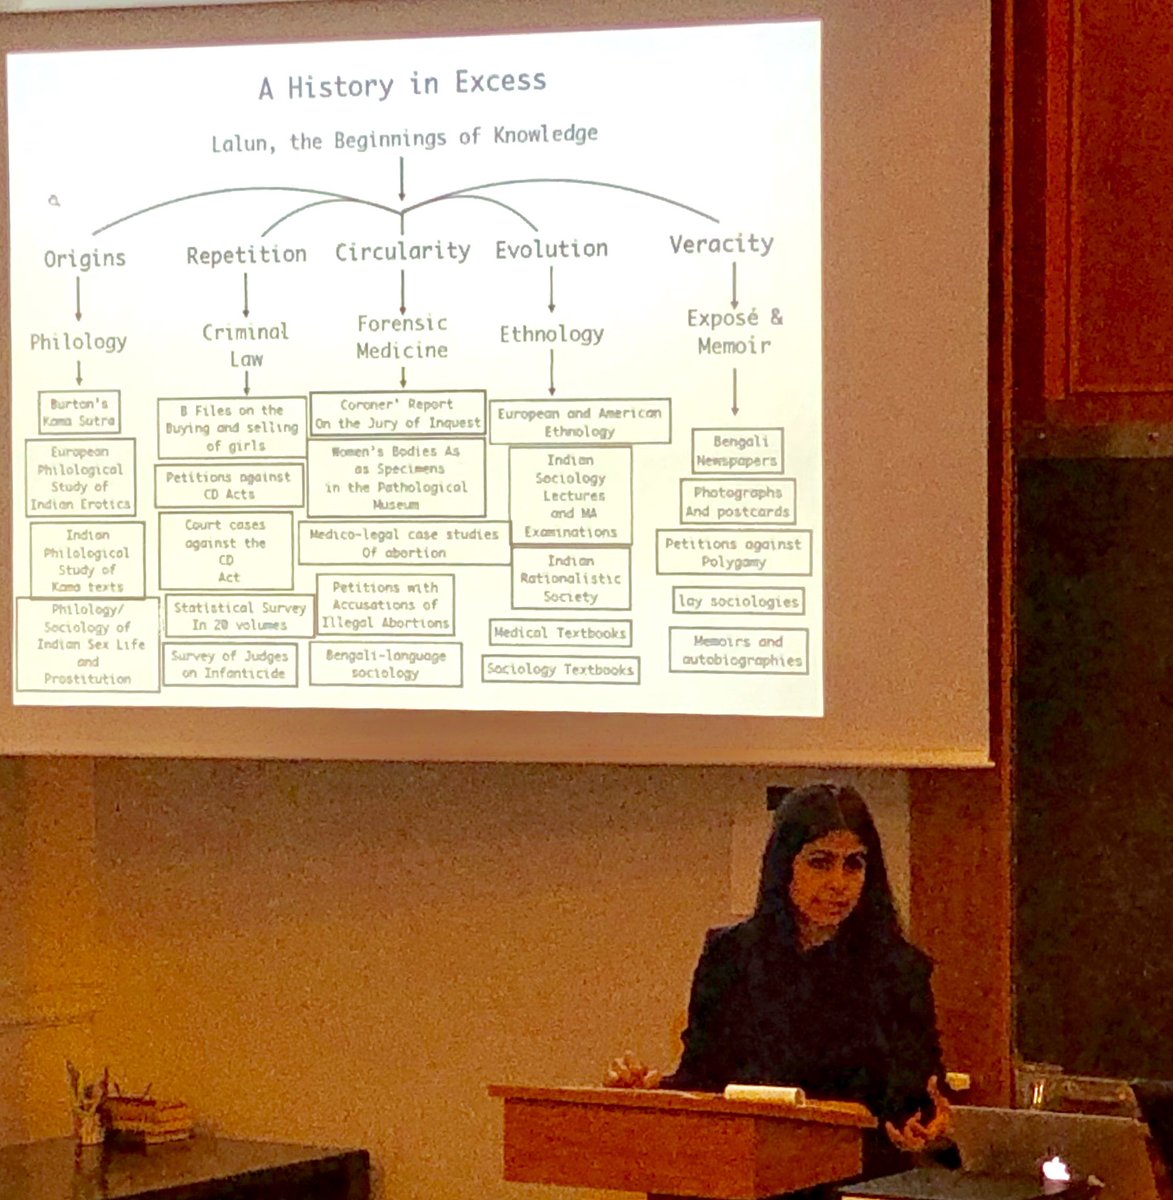 A History in Excess
Lalun, the Beginnings of Knowledge
Origins
Repetition
Circularity
Evolution
Veracity
Philology
Criminal
Law
Forensic
Medicine
Ethnology
Exposé &
Memoir
Burton's
Kama Sutra
European
Philological
Study of
Indian Erotics
Indian
Philological
Study of
Kama texts
Philology/
Sociology of
Indian Sex Life
and
Prostitution
B Files on the
Buying and selling
of girls
Petitions against
CD Acts
Court cases
against the
CD
Act
Statistical Survey
In 20 volumes
Survey of Judges
on Infanticide
Coroner' Report
On the Jury of Inquest
Women's Bodies As
as Specimens
in the Pathological
Museum
Medico-legal case studies
Of abortion
Petitions with
Accusations of
Illegal Abortions
Bengali-language
sociology
European and American
Ethnology
Indian
Sociology
Lectures
and MA
Examinations
Indian
Rationalistic
Society
Medical Textbooks
Sociology Textbooks
Bengali
Newspapers
Photographs
And postcards
Petitions against
Polygamy
lay sociologies
Memoirs and
autobiographies